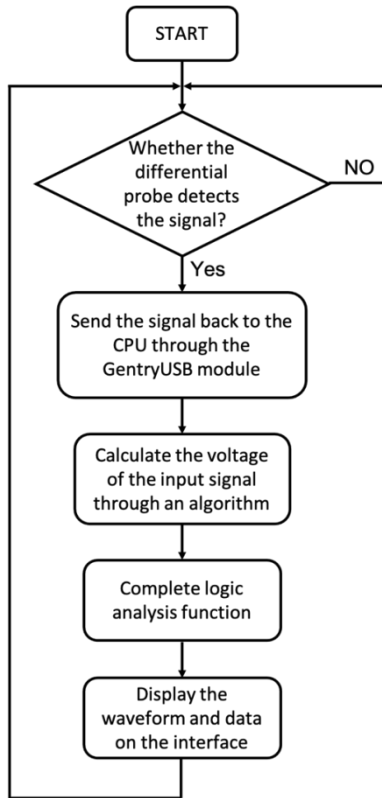 START
Whether the
differential
probe detects
the signal?
NO
Yes
Send the signal back to the
CPU through the
GentryUSB module
Calculate the voltage
of the input signal
through an algorithm
Complete logic
analysis function
Display the
waveform and data
on the interface